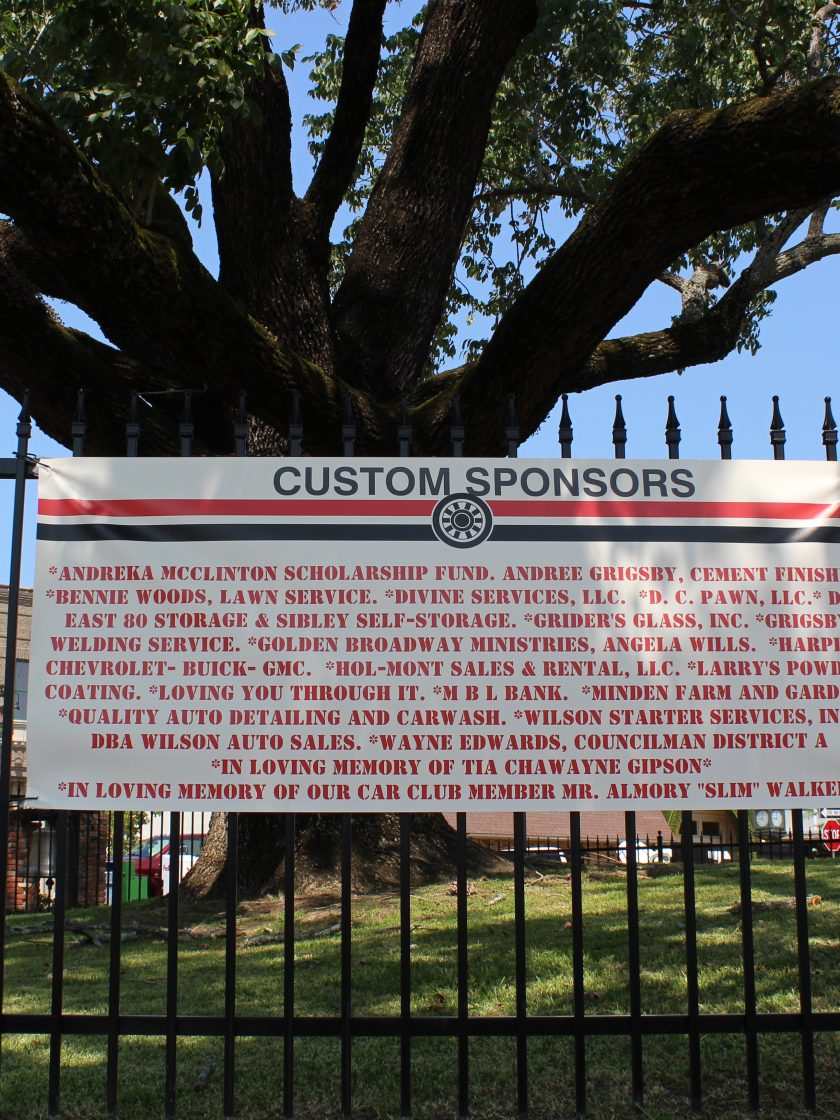 CUSTOM SPONSORS
*ANDREKA MCCLINTON SCHOLARSHIP FUND. ANDREE GRIGSBY, CEMENT FINISH
*BENNIE WOODS, LAWN SERVICE. *DIVINE SERVICES, LLC. *D. C. PAWN, LLC.* D
EAST 80 STORAGE & SIBLEY SELF-STORAGE. *GRIDER'S GLASS, INC. *GRIGSBY
WELDING SERVICE. *GOLDEN BROADWAY MINISTRIES, ANGELA WILLS. *HARP
CHEVROLET- BUICK- GMC. *HOL-MONT SALES & RENTAL, LLC. *LARRY'S POW
COATING. *LOVING YOU THROUGH IT. *M B L BANK. *MINDEN FARM AND GARD
*QUALITY AUTO DETAILING AND CARWASH. *WILSON STARTER SERVICES, IN
DBA WILSON AUTO SALES. *WAYNE EDWARDS, COUNCILMAN DISTRICT A
*IN LOVING MEMORY OF TIA CHAWAYNE GIPSON*
*IN LOVING MEMORY OF OUR CAR CLUB MEMBER MR. ALMORY "SLIM" WALKE